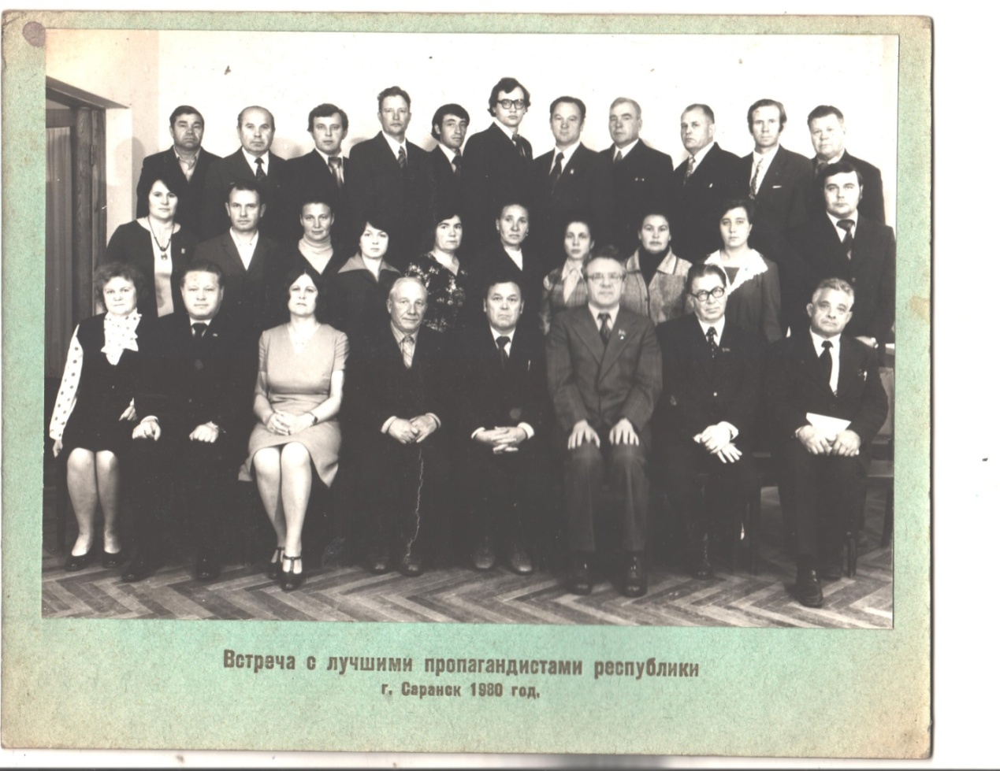 Встреча с лучшими пропагандистами республики
г. Саранск 1980 год.